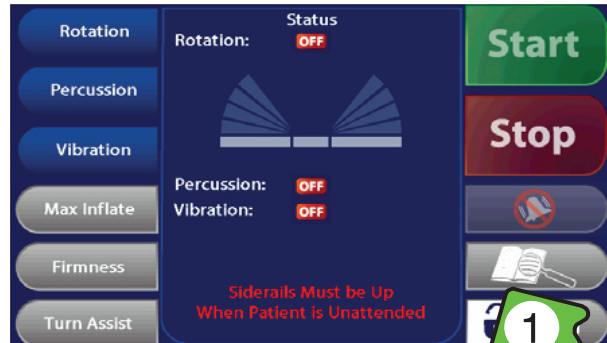 Rotation
Percussion
Vibration
Max Inflate
Firmness
Turn Assist
Status
Rotation: OFF
Percussion: OFF
Vibration: OFF
Siderails Must be Up
When Patient is Unattended
Start
Stop
1